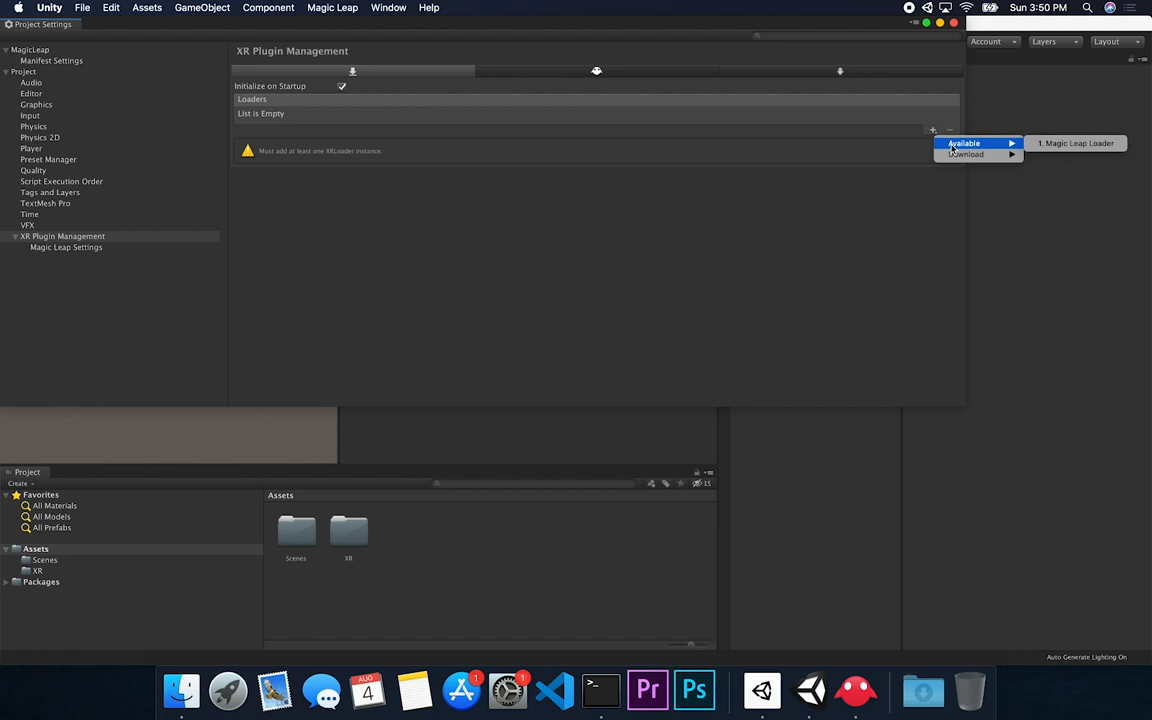 Unity File Edit Assets GameObject Component Magic Leap Window Help Sun 3:50 PM
Project Settings
Account Layers Layout
MagicLeap
Manifest Settings
Project
Audio
Editor
Graphics
Input
Physics
Physics 2D
Player
Preset Manager
Quality
Script Execution Order
Tags and Layers
TextMesh Pro
Time
VFX
XR Plugin Management
Magic Leap Settings
XR Plugin Management
Initialize on Startup
Loaders
List is Empty
Must add at least one XRLoader instance.
Available
Download
1. Magic Leap Loader
Project
Create
15
Favorites
All Materials
All Models
All Prefabs
Assets
Scenes
XR
Packages
Assets
Scenes
XR
Auto Generate Lighting On
AUG
4
1
1
>_
Pr
Ps